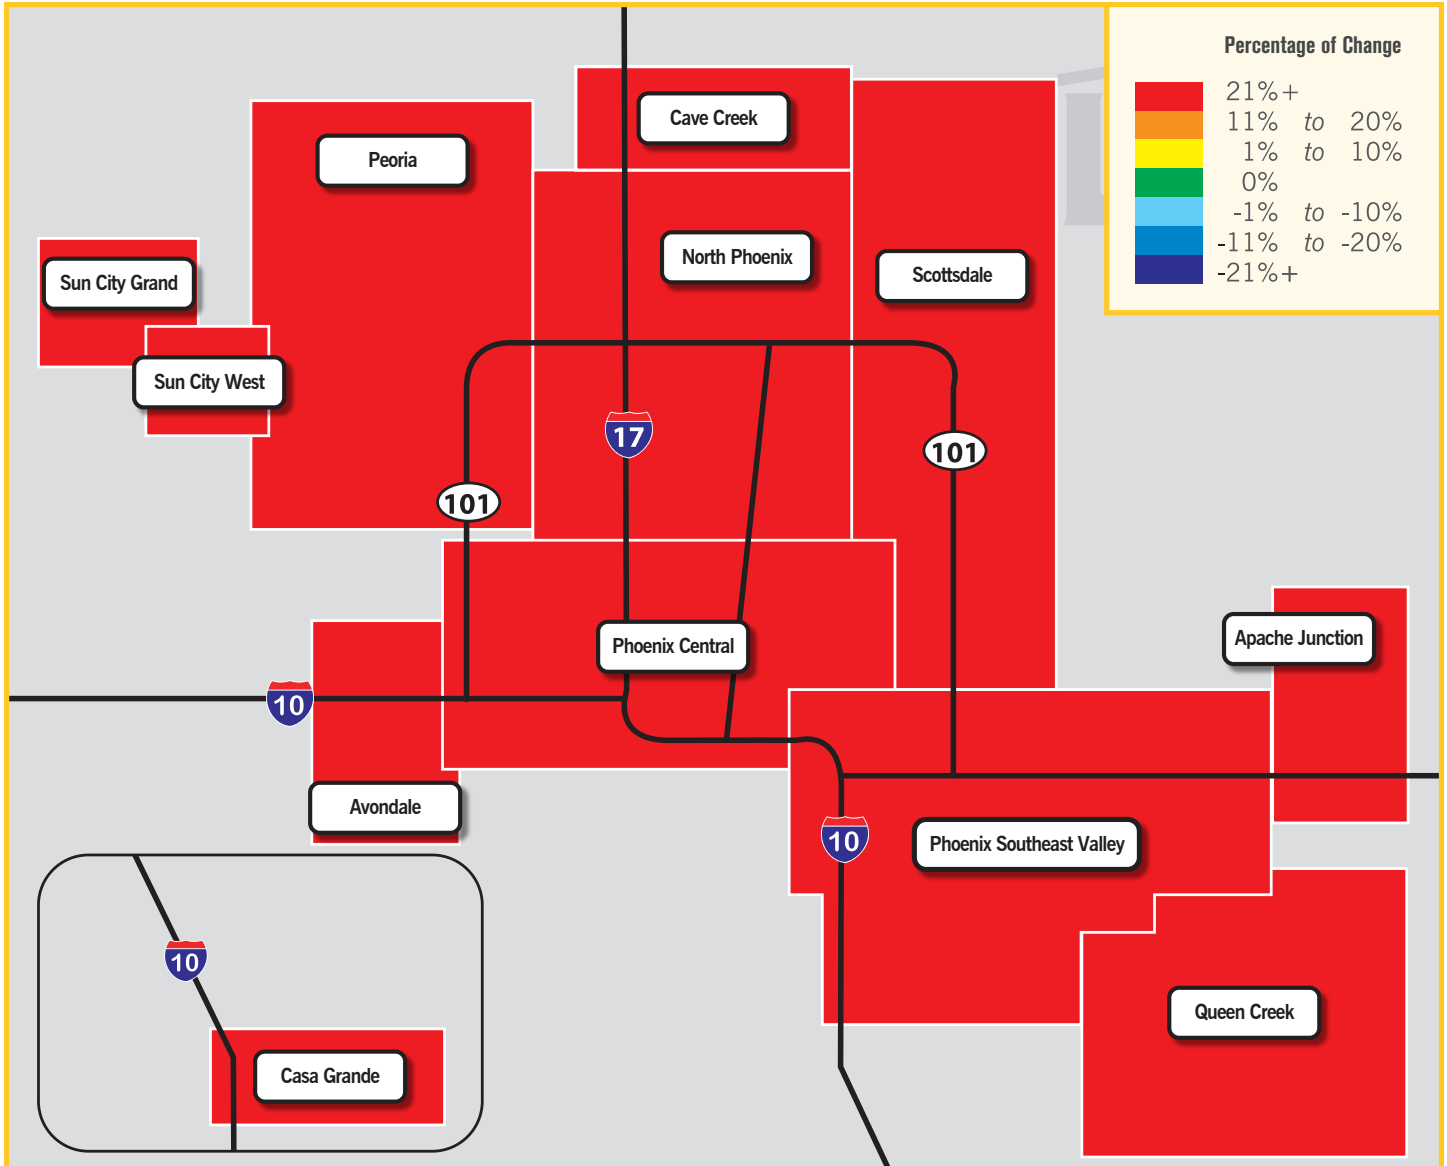 Percentage of Change
21%+
11% to 20%
1% to 10%
0%
-1% to -10%
-11% to -20%
-21%+
Cave Creek
Peoria
North Phoenix
Scottsdale
Sun City Grand
Sun City West
17
101
101
Phoenix Central
Apache Junction
10
Avondale
10
Phoenix Southeast Valley
10
Queen Creek
Casa Grande